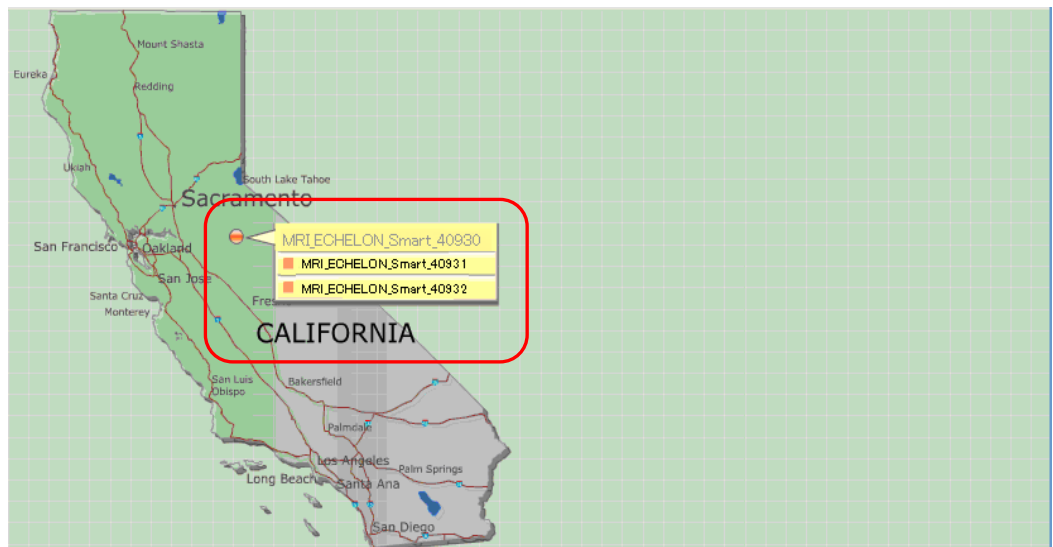 Mount Shasta
Eureka
Redding
Ukiah
South Lake Tahoe
Sacramento
MRI_ECHELON_Smart_40930
San Francisco
Oakland
MRI_ECHELON_Smart_40931
San Jose
MRI_ECHELON_Smart_40932
Santa Cruz
Monterey
CALIFORNIA
San Luis
Obispo
Bakersfield
Palmdale
Los Angeles
Palm Springs
Long Beach
Santa Ana
San Diego